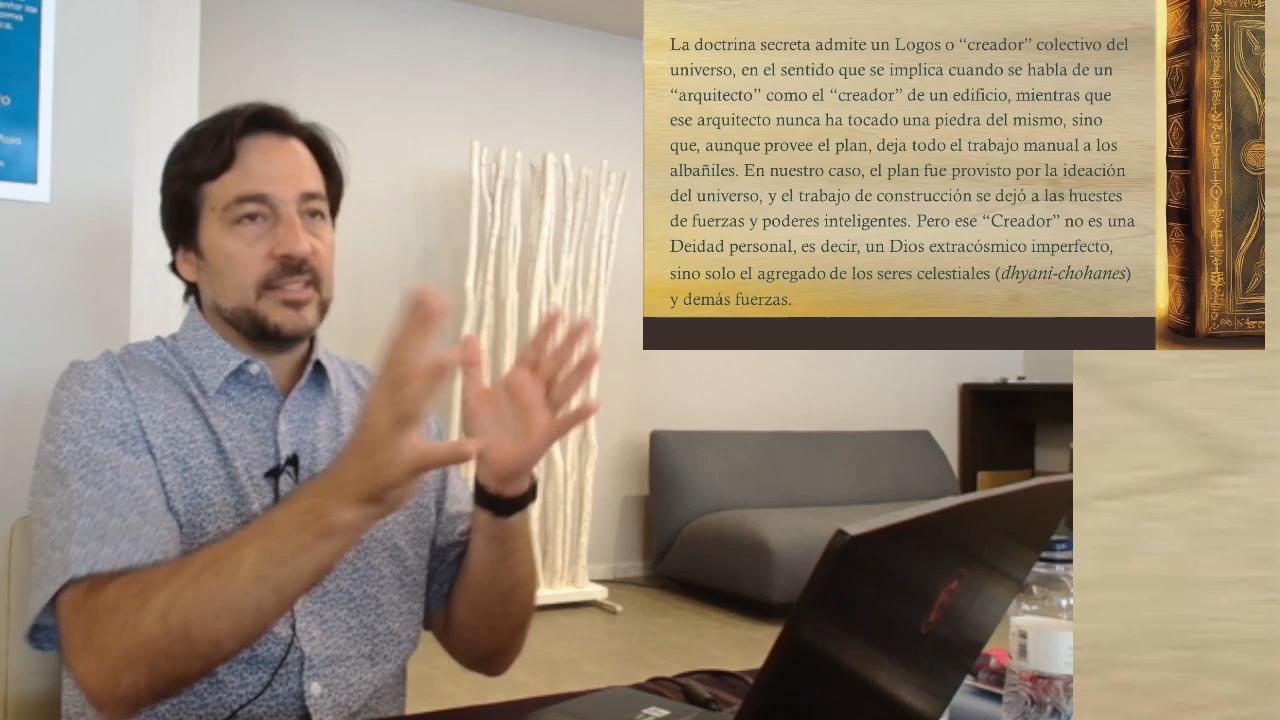 La doctrina secreta admite un Logos o “creador” colectivo del
universo, en el sentido que se implica cuando se habla de un
“arquitecto” como el “creador” de un edificio, mientras que
ese arquitecto nunca ha tocado una piedra del mismo, sino
que, aunque provee el plan, deja todo el trabajo manual a los
albañiles. En nuestro caso, el plan fue provisto por la ideación
del universo, y el trabajo de construcción se dejó a las huestes
de fuerzas y poderes inteligentes. Pero ese “Creador” no es una
Deidad personal, es decir, un Dios extracósmico imperfecto,
sino solo el agregado de los seres celestiales (dhyani-chohanes)
y demás fuerzas.